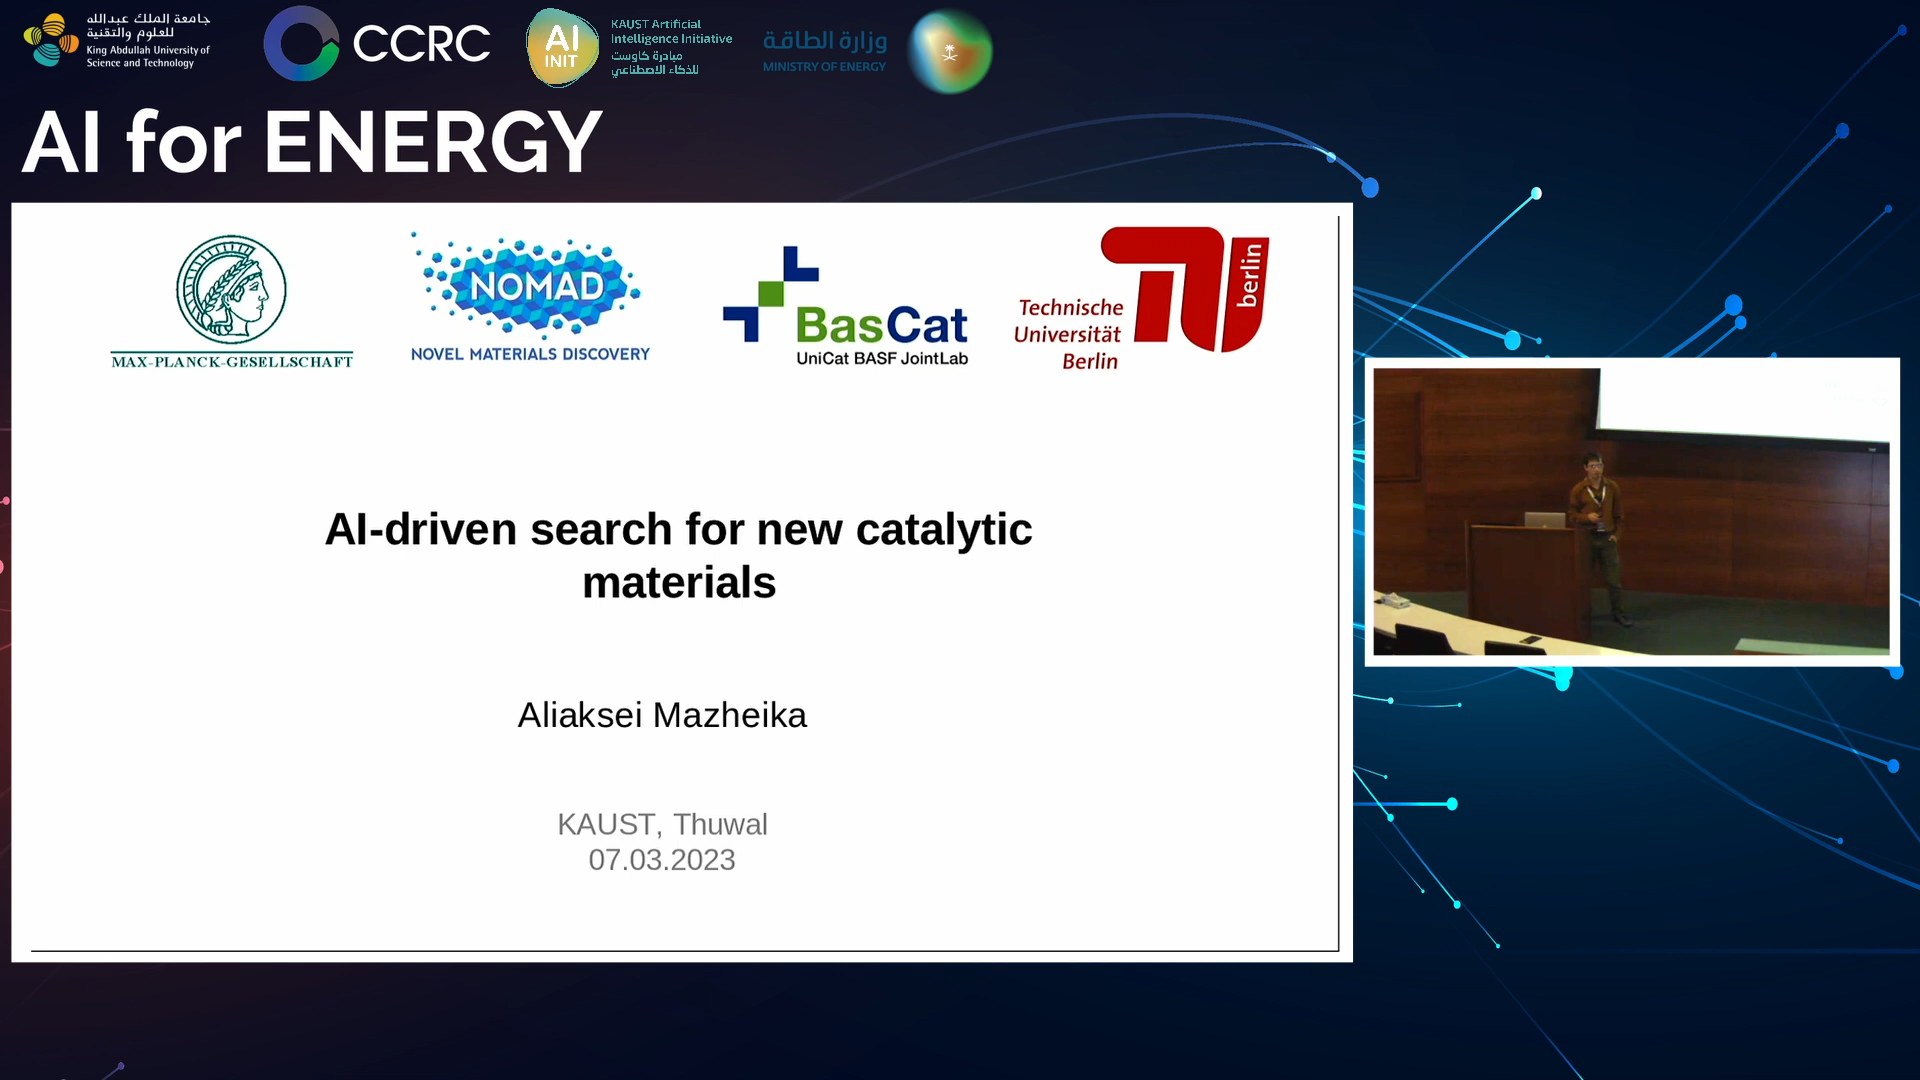 جامعة الملك عبدالله
للعلوم والتقنية
King Abdullah University of
Science and Technology
CCRC
AI
INIT
KAUST Artificial
Intelligence Initiative
مبادرة كاوست
للذكاء الاصطناعي
وزارة الطاقة
MINISTRY OF ENERGY
AI for ENERGY
MAX-PLANCK-GESELLSCHAFT
NOMAD
NOVEL MATERIALS DISCOVERY
BasCat
UniCat BASF JointLab
Technische
Universität
Berlin
berlin
AI-driven search for new catalytic
materials
Aliaksei Mazheika
KAUST, Thuwal
07.03.2023